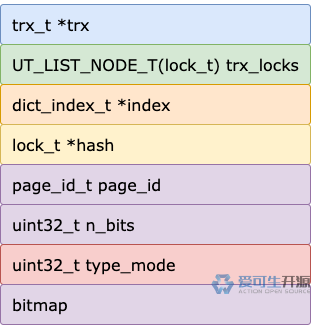 trx_t *trx
UT_LIST_NODE_T(lock_t) trx_locks
dict_index_t *index
lock_t *hash
page_id_t page_id
uint32_t n_bits
uint32_t type_mode
爱可生开源
ACTION OPEN SOURCE
bitmap